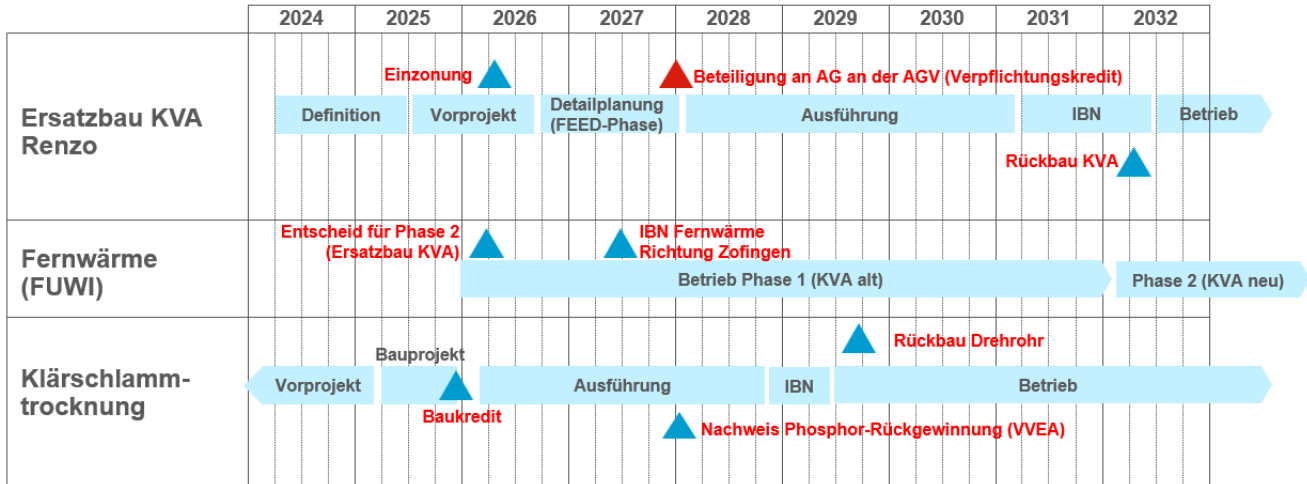 2024 2025 2026 2027 2028 2029 2030 2031 2032
Ersatzbau KVA
Renzo
Einzonung
Beteiligung an AG an der AGV (Verpflichtungskredit)
Definition
Vorprojekt
Detailplanung
(FEED-Phase)
Ausführung
IBN
Betrieb
Rückbau KVA
Fernwärme
(FUWI)
Entscheid für Phase 2
(Ersatzbau KVA)
IBN Fernwärme
Richtung Zofingen
Betrieb Phase 1 (KVA alt)
Phase 2 (KVA neu)
Klärschlamm-
trocknung
Rückbau Drehrohr
Bauprojekt
Vorprojekt
Ausführung
IBN
Betrieb
Baukredit
Nachweis Phosphor-Rückgewinnung (VVEA)